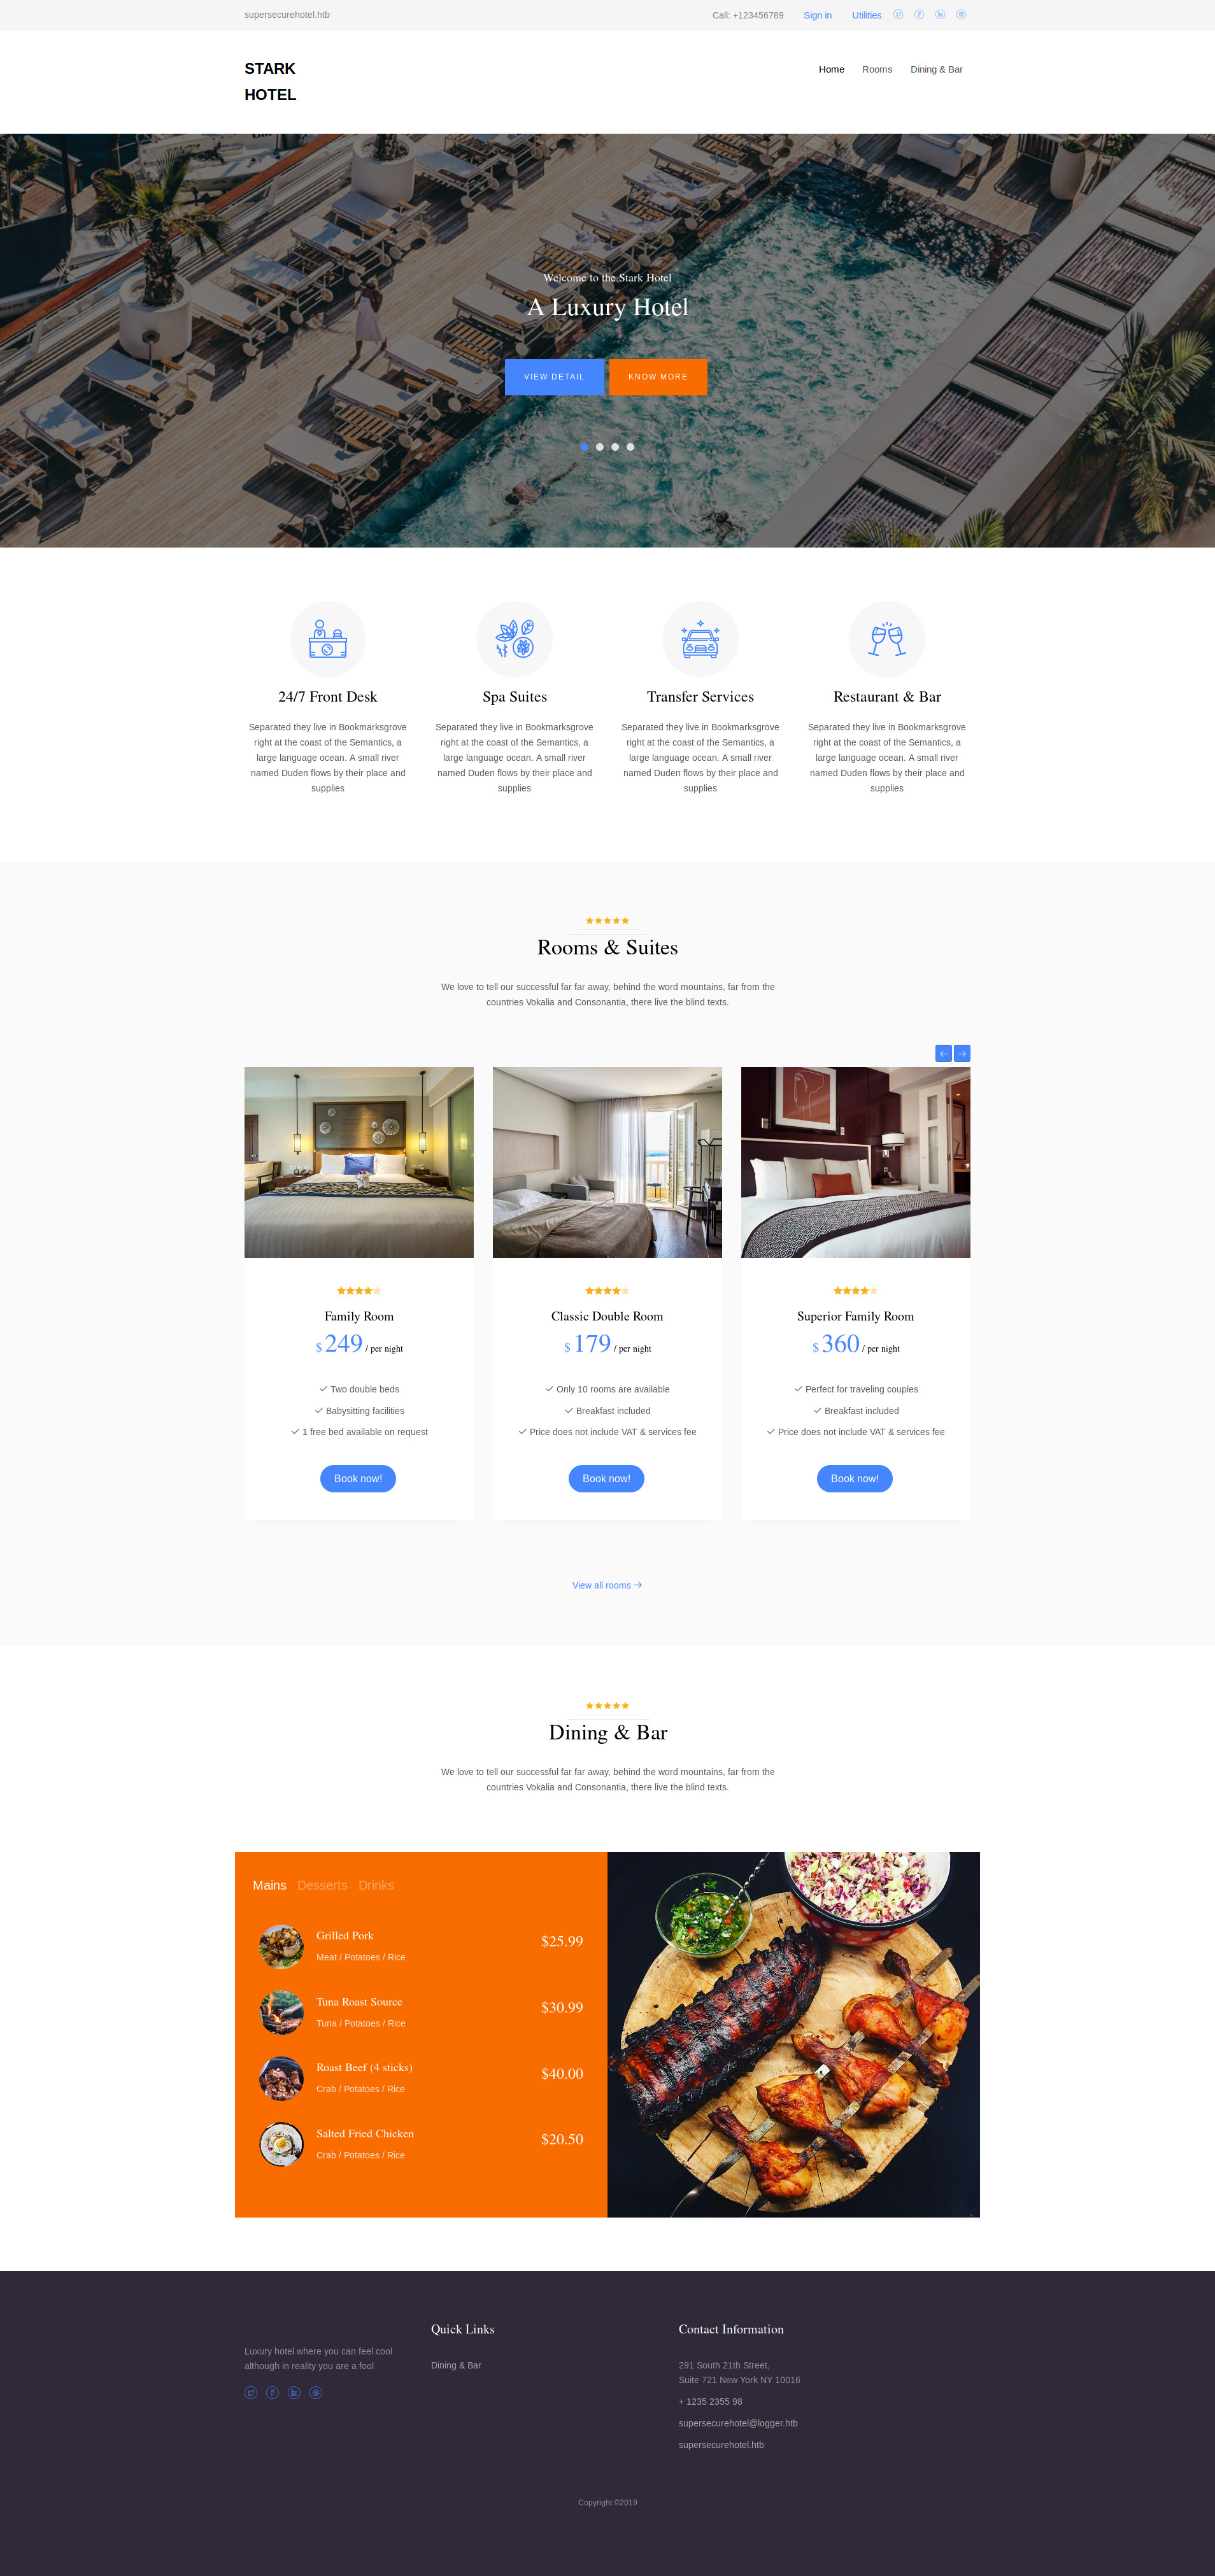 supersecurehotel.htb
Call: +123456789 Sign in Utilities
STARK
HOTEL
Home Rooms Dining & Bar
Welcome to the Stark Hotel
A Luxury Hotel
VIEW DETAIL KNOW MORE
24/7 Front Desk
Separated they live in Bookmarksgrove
right at the coast of the Semantics, a
large language ocean. A small river
named Duden flows by their place and
supplies
Spa Suites
Separated they live in Bookmarksgrove
right at the coast of the Semantics, a
large language ocean. A small river
named Duden flows by their place and
supplies
Transfer Services
Separated they live in Bookmarksgrove
right at the coast of the Semantics, a
large language ocean. A small river
named Duden flows by their place and
supplies
Restaurant & Bar
Separated they live in Bookmarksgrove
right at the coast of the Semantics, a
large language ocean. A small river
named Duden flows by their place and
supplies
Rooms & Suites
We love to tell our successful far far away, behind the word mountains, far from the
countries Vokalia and Consonantia, there live the blind texts.
Family Room
$ 249 / per night
Two double beds
Babysitting facilities
1 free bed available on request
Book now!
Classic Double Room
$ 179 / per night
Only 10 rooms are available
Breakfast included
Price does not include VAT & services fee
Book now!
Superior Family Room
$ 360 / per night
Perfect for traveling couples
Breakfast included
Price does not include VAT & services fee
Book now!
View all rooms
Dining & Bar
We love to tell our successful far far away, behind the word mountains, far from the
countries Vokalia and Consonantia, there live the blind texts.
Mains Desserts Drinks
Grilled Pork
Meat / Potatoes / Rice
$25.99
Tuna Roast Source
Tuna / Potatoes / Rice
$30.99
Roast Beef (4 sticks)
Crab / Potatoes / Rice
$40.00
Salted Fried Chicken
Crab / Potatoes / Rice
$20.50
Luxury hotel where you can feel cool
although in reality you are a fool
Quick Links
Dining & Bar
Contact Information
291 South 21th Street,
Suite 721 New York NY 10016
+ 1235 2355 98
supersecurehotel@logger.htb
supersecurehotel.htb
Copyright ©2019